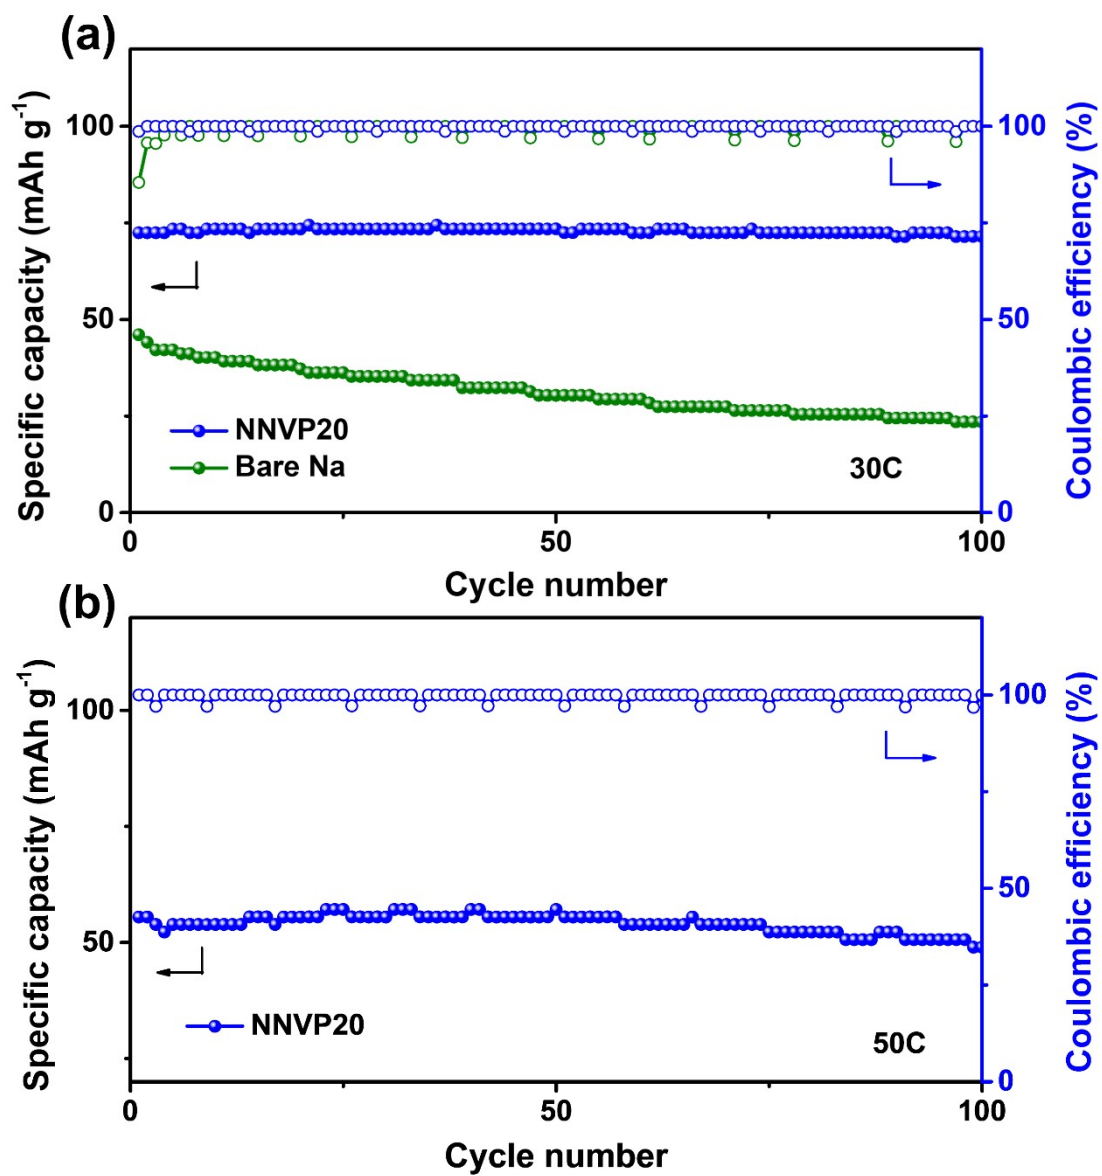 (a)
Specific capacity (mAh g⁻¹)
100
50
0
100
50
0
Coulombic efficiency (%)
NNVP20
Bare Na
30C
0
50
100
Cycle number
(b)
Specific capacity (mAh g⁻¹)
100
50
100
50
0
Coulombic efficiency (%)
NNVP20
50C
0
50
100
Cycle number